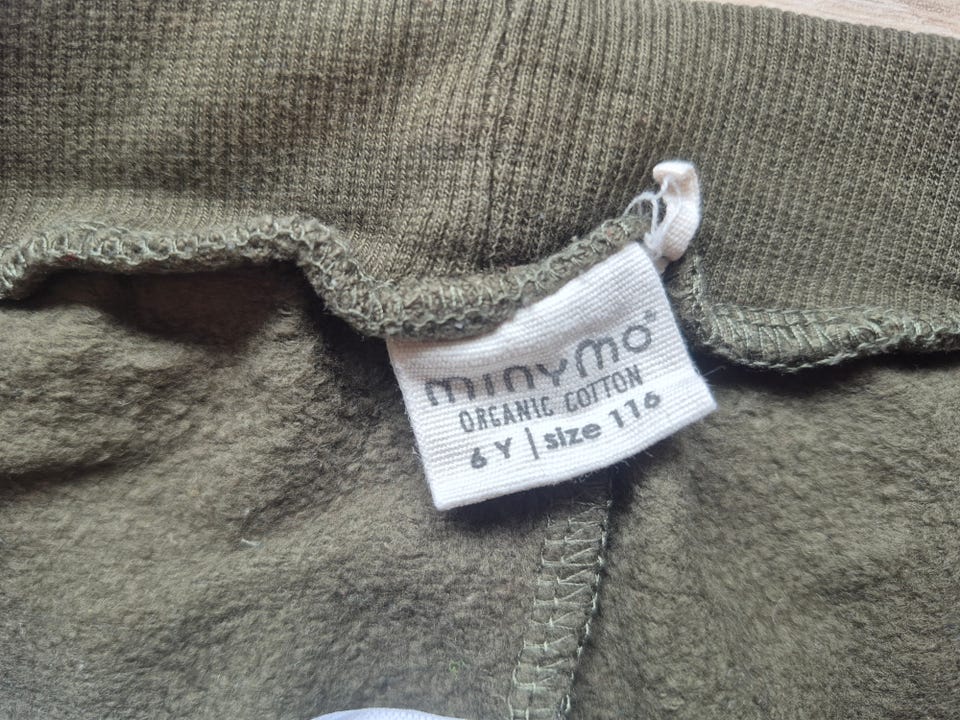 minymo®
ORGANIC COTTON
6 Y | size 116